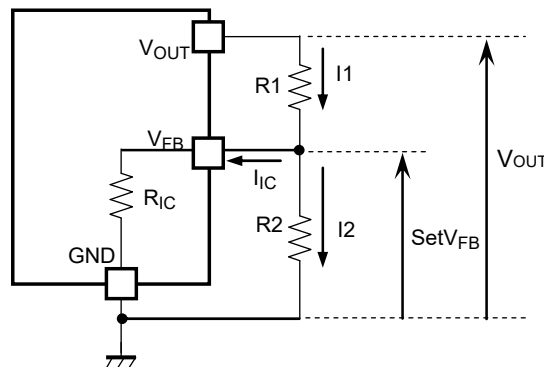 VOUT
R1
I1
VFB
IIC
VOUT
RIC
R2
I2
SetVFB
GND